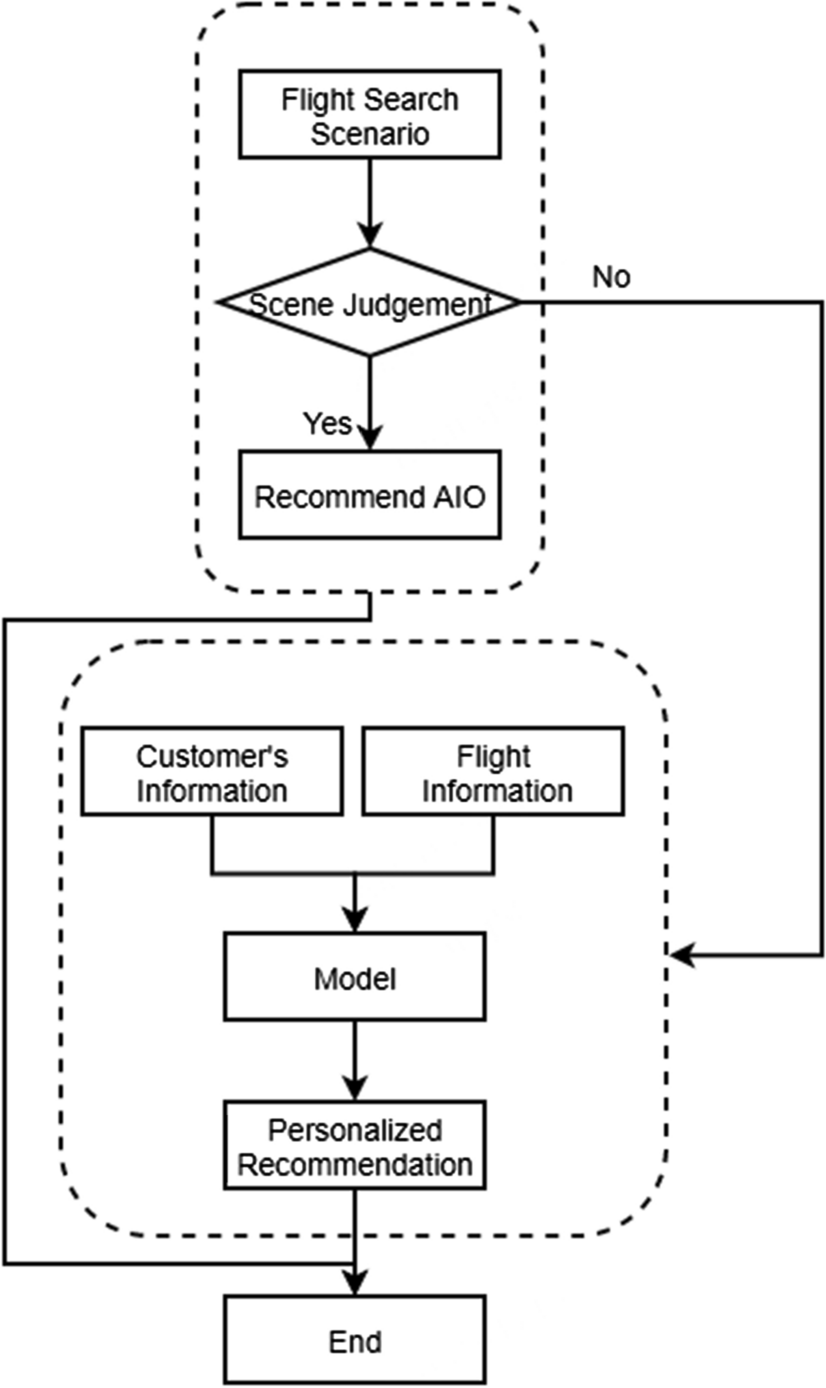 Flight Search
Scenario
Scene Judgement
No
Yes
Recommend AIO
Customer's
Information
Flight
Information
Model
Personalized
Recommendation
End